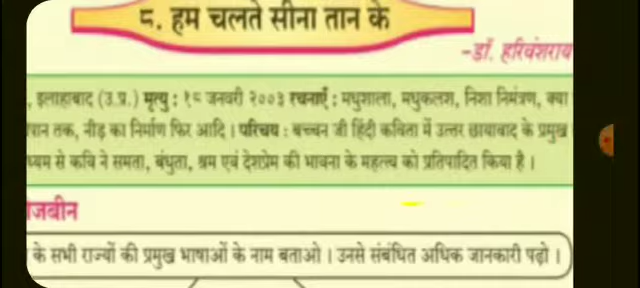 ८. हम चलते सीना तान के
-डॉ. हरिवंशराय
, इलाहाबाद (उ.प्र.) मृत्यु : १८ जनवरी २००३ रचनाएँ : मधुशाला, मधुकलश, निशा निमंत्रण, क्या
पान तक, नीड़ का निर्माण फिर आदि । परिचय : बच्चन जी हिंदी कविता में उत्तर छायावाद के प्रमुख
ध्यम से कवि ने समता, बंधुता, श्रम एवं देशप्रेम की भावना के महत्त्व को प्रतिपादित किया है ।
जबीन
के सभी राज्यों की प्रमुख भाषाओं के नाम बताओ । उनसे संबंधित अधिक जानकारी पढ़ो ।